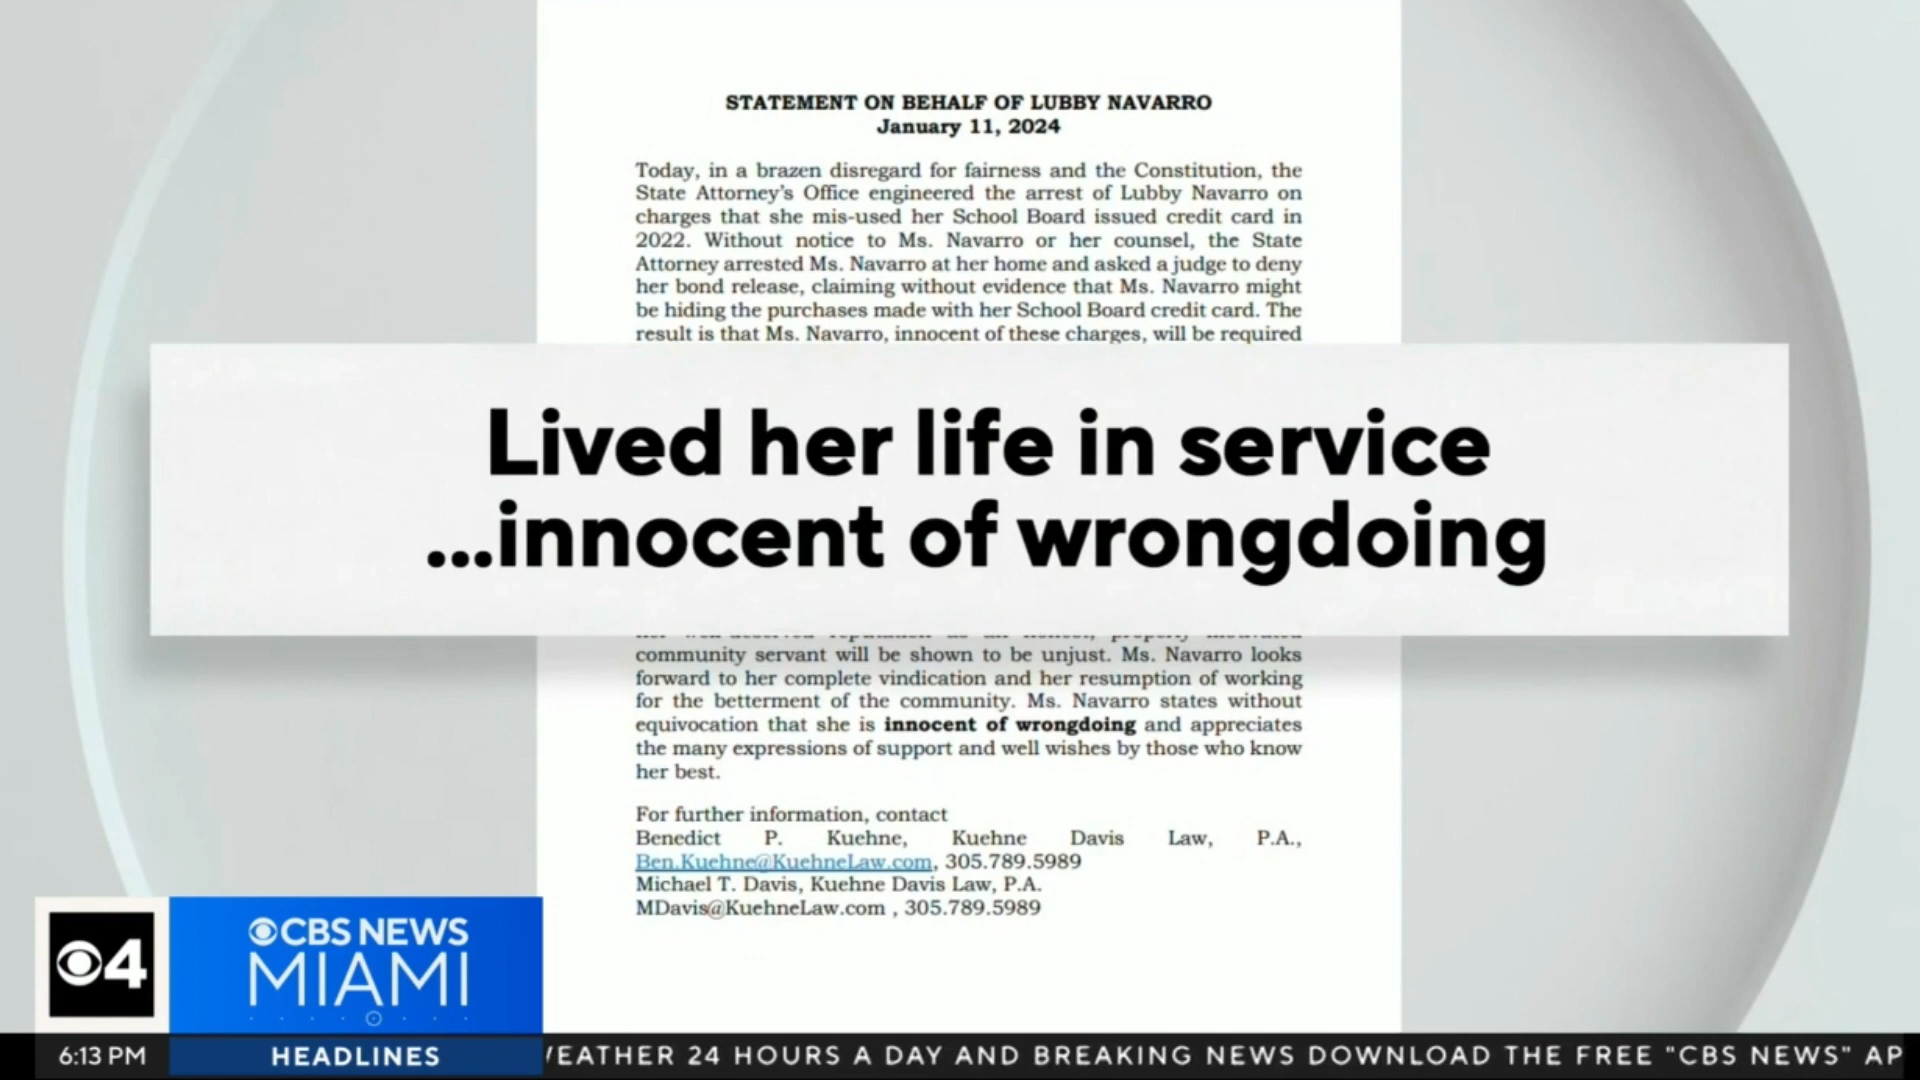 STATEMENT ON BEHALF OF LUBBY NAVARRO
January 11, 2024
Today, in a brazen disregard for fairness and the Constitution, the
State Attorney's Office engineered the arrest of Lubby Navarro on
charges that she mis-used her School Board issued credit card in
2022. Without notice to Ms. Navarro or her counsel, the State
Attorney arrested Ms. Navarro at her home and asked a judge to deny
her bond release, claiming without evidence that Ms. Navarro might
be hiding the purchases made with her School Board credit card. The
result is that Ms. Navarro, innocent of these charges, will be required
Lived her life in service
...innocent of wrongdoing
community servant will be shown to be unjust. Ms. Navarro looks
forward to her complete vindication and her resumption of working
for the betterment of the community. Ms. Navarro states without
equivocation that she is innocent of wrongdoing and appreciates
the many expressions of support and well wishes by those who know
her best.
For further information, contact
Benedict P. Kuehne, Kuehne Davis Law, P.A.,
Ben.Kuehne@KuehneLaw.com, 305.789.5989
Michael T. Davis, Kuehne Davis Law, P.A.
MDavis@KuehneLaw.com , 305.789.5989
4
CBS NEWS
MIAMI
6:13 PM
HEADLINES
EATHER 24 HOURS A DAY AND BREAKING NEWS DOWNLOAD THE FREE "CBS NEWS" AP